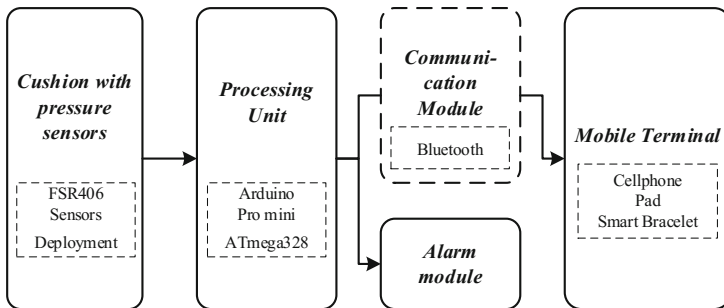 Cushion with
pressure
sensors
FSR406
Sensors
Deployment
Processing
Unit
Arduino
Pro mini
ATmega328
Communi-
cation
Module
Bluetooth
Alarm
module
Mobile Terminal
Cellphone
Pad
Smart Bracelet